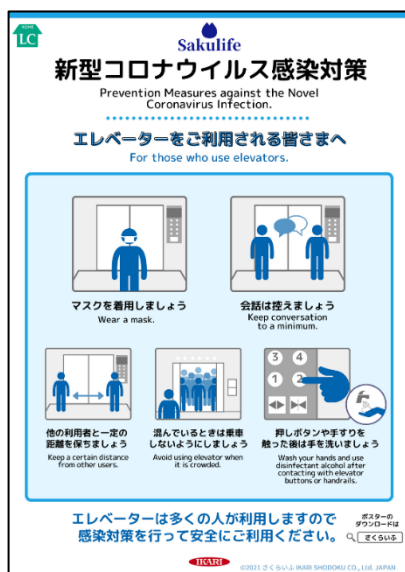 HOME
LC
Sakulife
新型コロナウイルス感染対策
Prevention Measures against the Novel
Coronavirus Infection.
エレベーターをご利用される皆さまへ
For those who use elevators.
マスクを着用しましょう
Wear a mask.
会話は控えましょう
Keep conversation
to a minimum.
他の利用者と一定の
距離を保ちましょう
Keep a certain distance
from other users.
混んでいるときは乗車
しないようにしましょう
Avoid using elevator when
it is crowded.
3 4
1 2
押しボタンや手すりを
触った後は手を洗いましょう
Wash your hands and use
disinfectant alcohol after
contacting with elevator
buttons or handrails.
エレベーターは多くの人が利用しますので
感染対策を行って安全にご利用ください。
ポスターの
ダウンロードは
さくらいふ
IKARI
©2021 さくらいふ IKARI SHODOKU CO., Ltd. JAPAN